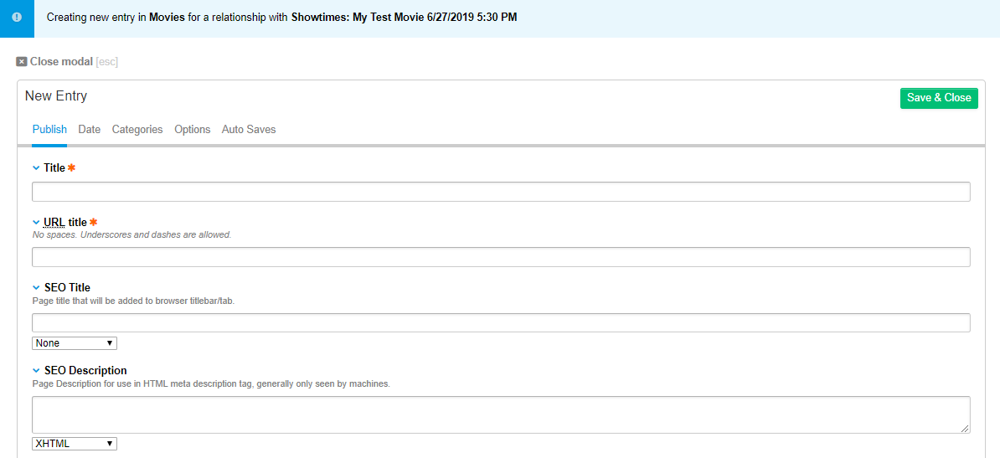 Creating new entry in Movies for a relationship with Showtimes: My Test Movie 6/27/2019 5:30 PM
Close modal [esc]
New Entry
Save & Close
Publish Date Categories Options Auto Saves
Title *
URL title *
No spaces. Underscores and dashes are allowed.
SEO Title
Page title that will be added to browser titlebar/tab.
None
SEO Description
Page Description for use in HTML meta description tag, generally only seen by machines.
XHTML